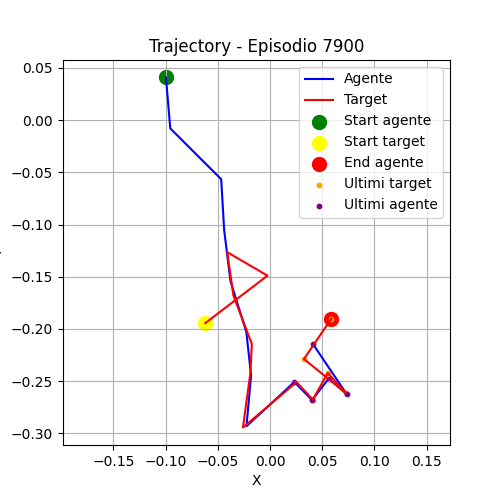 Trajectory - Episodio 7900
Agente
Target
Start agente
Start target
End agente
Ultimi target
Ultimi agente
0.05
0.00
−0.05
−0.10
−0.15
−0.20
−0.25
−0.30
−0.15
−0.10
−0.05
0.00
0.05
0.10
0.15
X